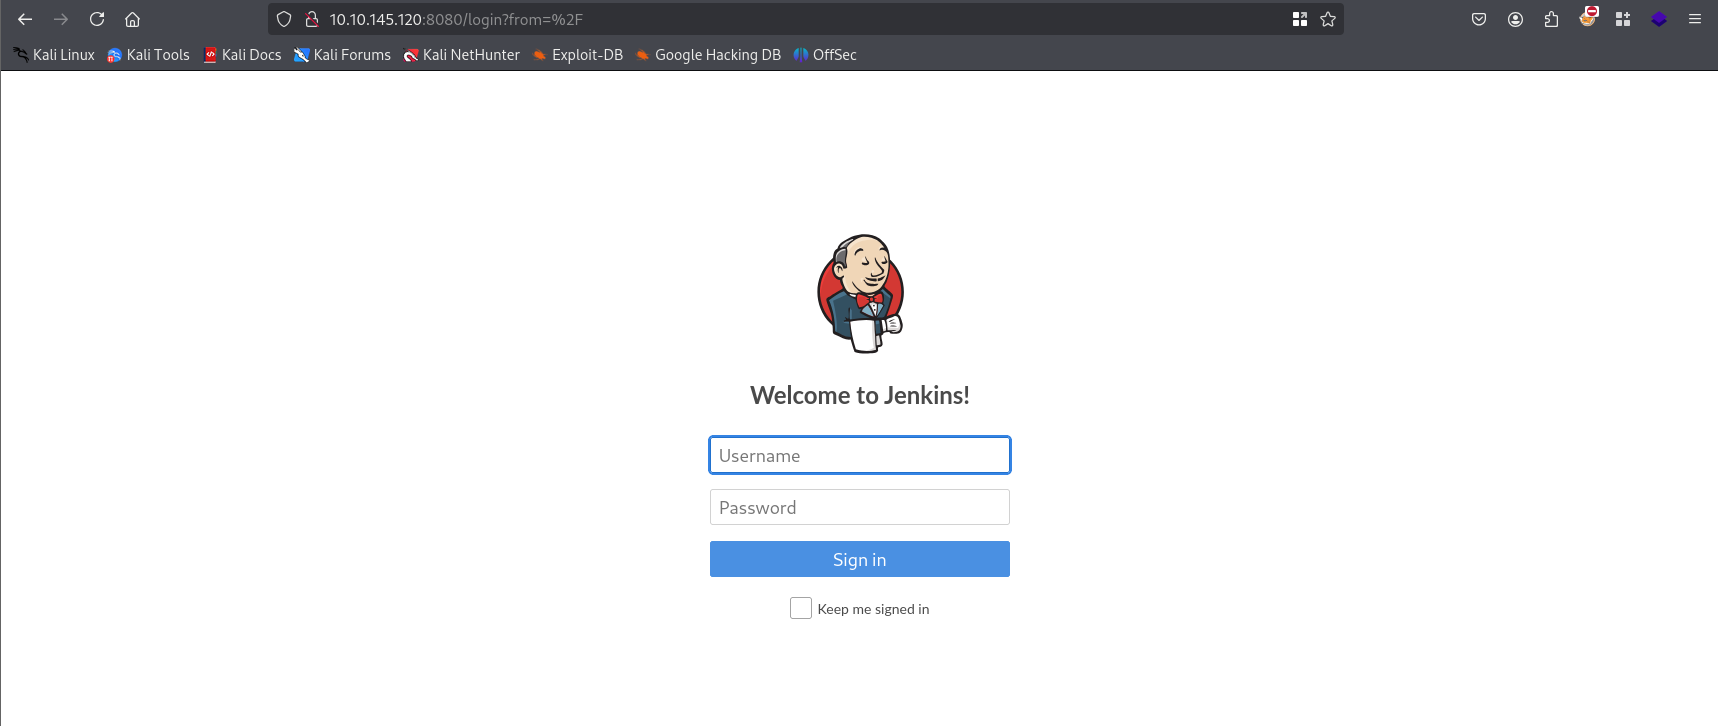 10.10.145.120:8080/login?from=%2F
Kali Linux Kali Tools Kali Docs Kali Forums Kali NetHunter Exploit-DB Google Hacking DB OffSec
Welcome to Jenkins!
Username
Password
Sign in
Keep me signed in